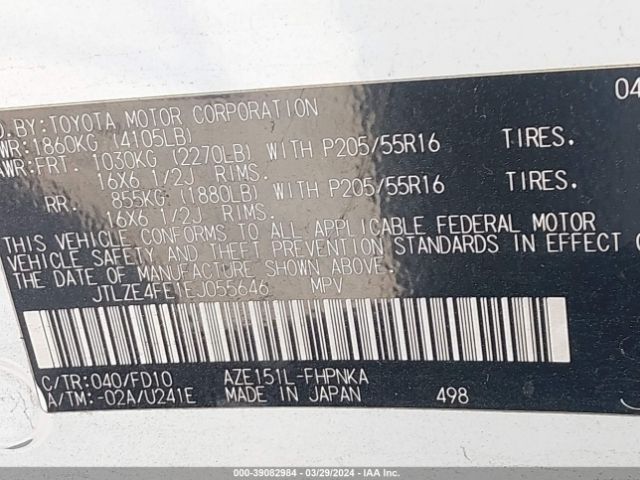 04
D.BY:TOYOTA MOTOR CORPORATION
WR:1860KG (4105LB)
AWR:FRT. 1030KG (2270LB) WITH P205/55R16 TIRES.
16X6 1/2J RIMS.
RR. 855KG: (1880LB) WITH P205/55R16 TIRES.
16X6 1/2J RIMS.
THIS VEHICLE CONFORMS TO ALL APPLICABLE FEDERAL MOTOR
VEHICLE SAFETY AND THEFT PREVENTION STANDARDS IN EFFECT
THE DATE OF MANUFACTURE SHOWN ABOVE.
JTLZE4FE1EJ055646 MPV
C/TR:040/FD10 AZE151L-FHPNKA
A/TM:-02A/U241E MADE IN JAPAN 498
000-39082984 - 03/29/2024 - IAA Inc.